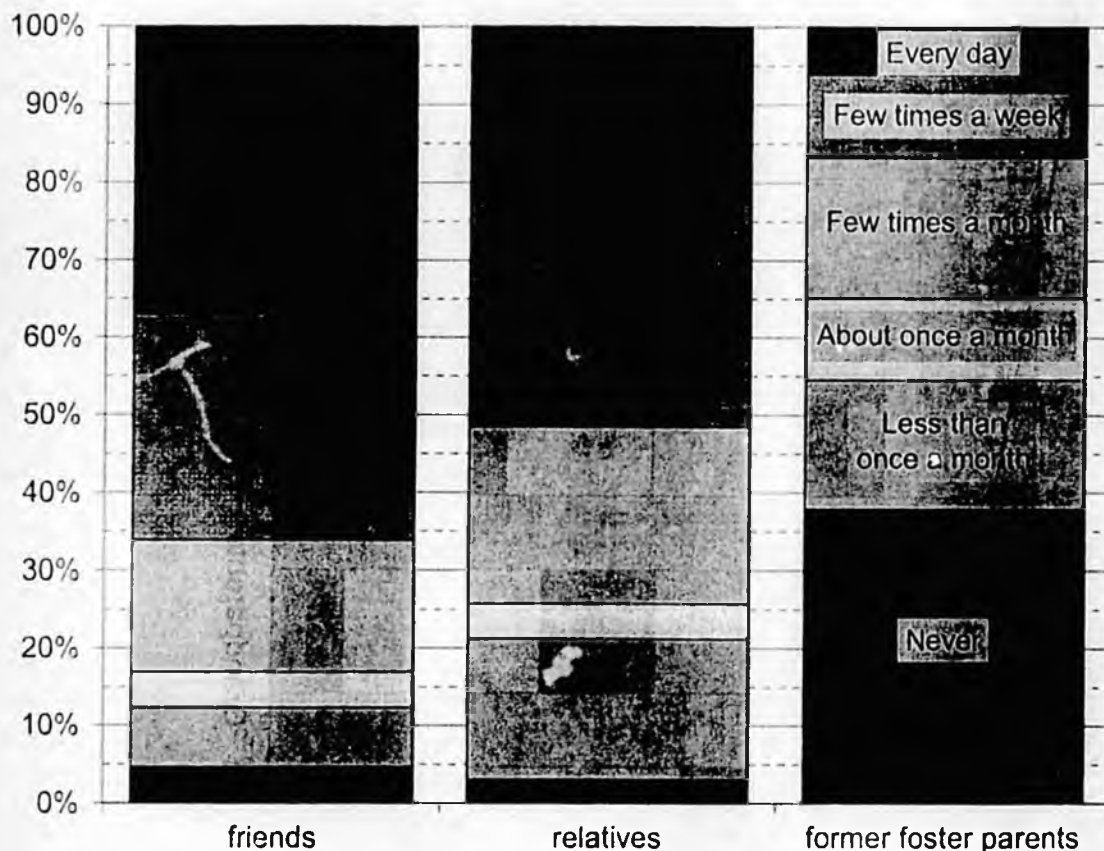 100%
90%
80%
70%
60%
50%
40%
30%
20%
10%
0%
Every day
Few times a week
Few times a month
About once a month
Less than
once a month
Never
friends
relatives
former foster parents